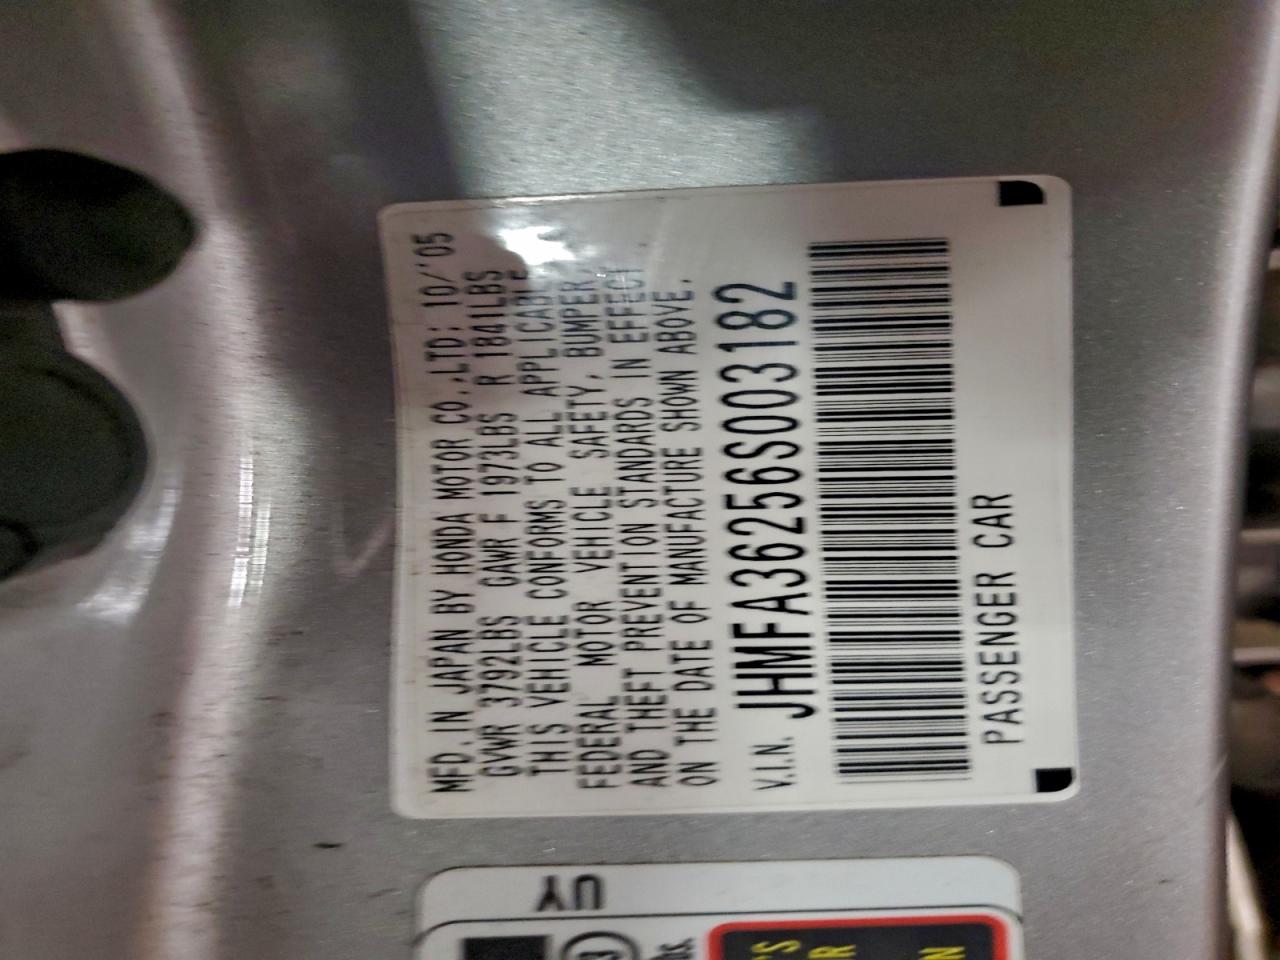 MFD. IN JAPAN BY HONDA MOTOR CO.,LTD: 10/'05
GVWR 3792LBS GAWR F 1973LBS R 1841LBS
THIS VEHICLE CONFORMS TO ALL APPLICABLE
FEDERAL MOTOR VEHICLE SAFETY, BUMPER,
AND THEFT PREVENTION STANDARDS IN EFFECT
ON THE DATE OF MANUFACTURE SHOWN ABOVE.
V.I.N. JHMFA36256S003182
PASSENGER CAR
UY